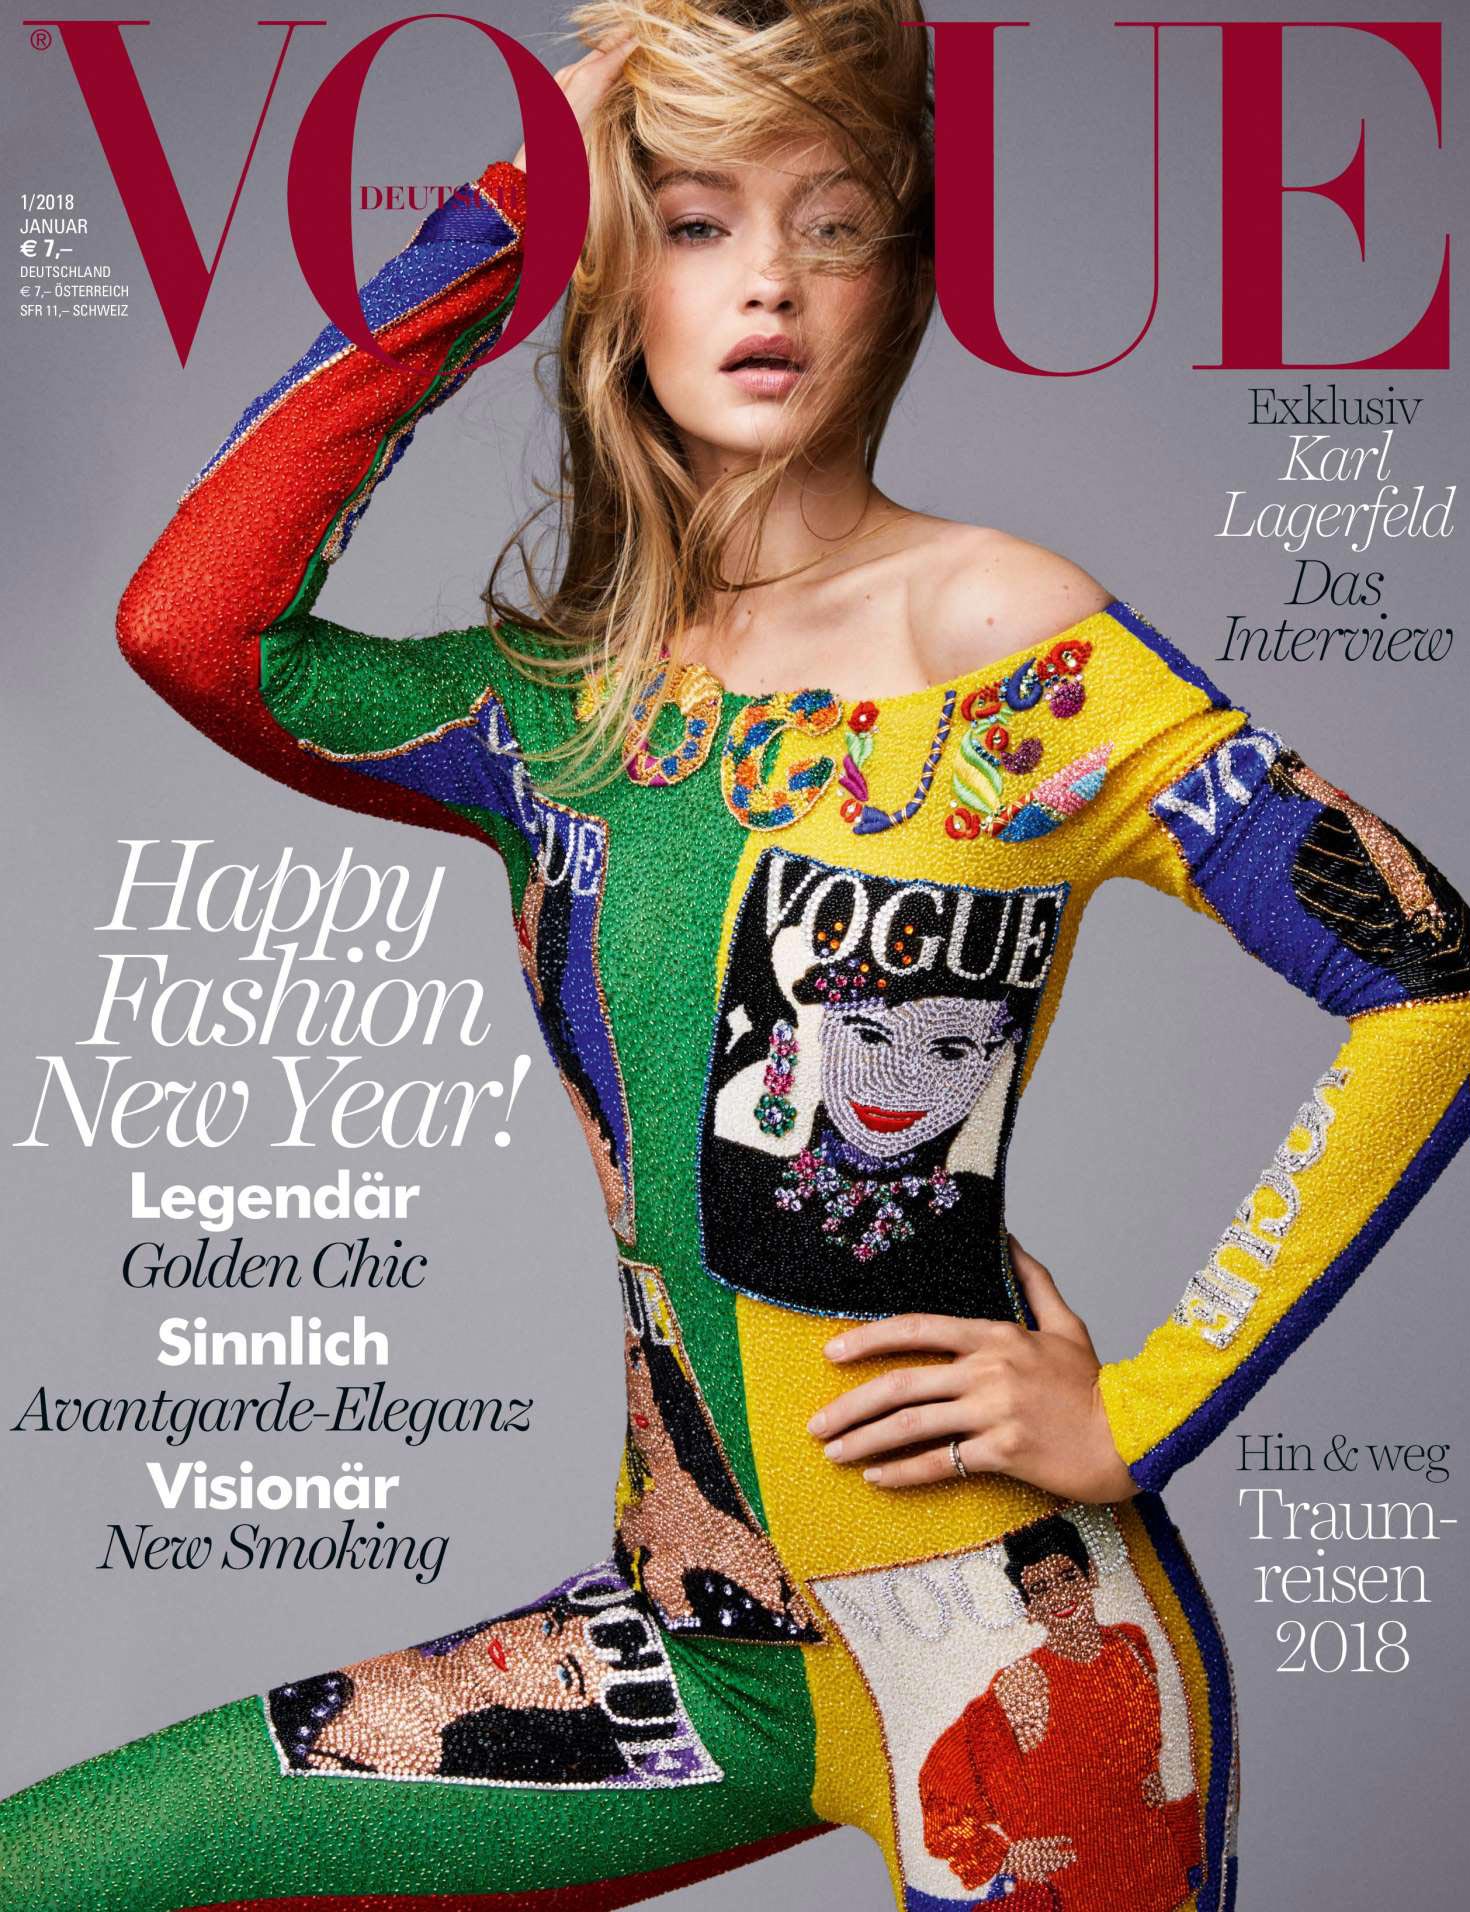 VOGUE
®
DEUTSCH
1/2018
JANUAR
€ 7,–
DEUTSCHLAND
€ 7,– ÖSTERREICH
SFR 11,– SCHWEIZ
Exklusiv
Karl
Lagerfeld
Das
Interview
VOGUE
VOGUE
VOGUE
Happy
Fashion
New Year!
Legendär
Golden Chic
Sinnlich
Avantgarde-Eleganz
Visionär
New Smoking
Hin & weg
Traum-
reisen
2018